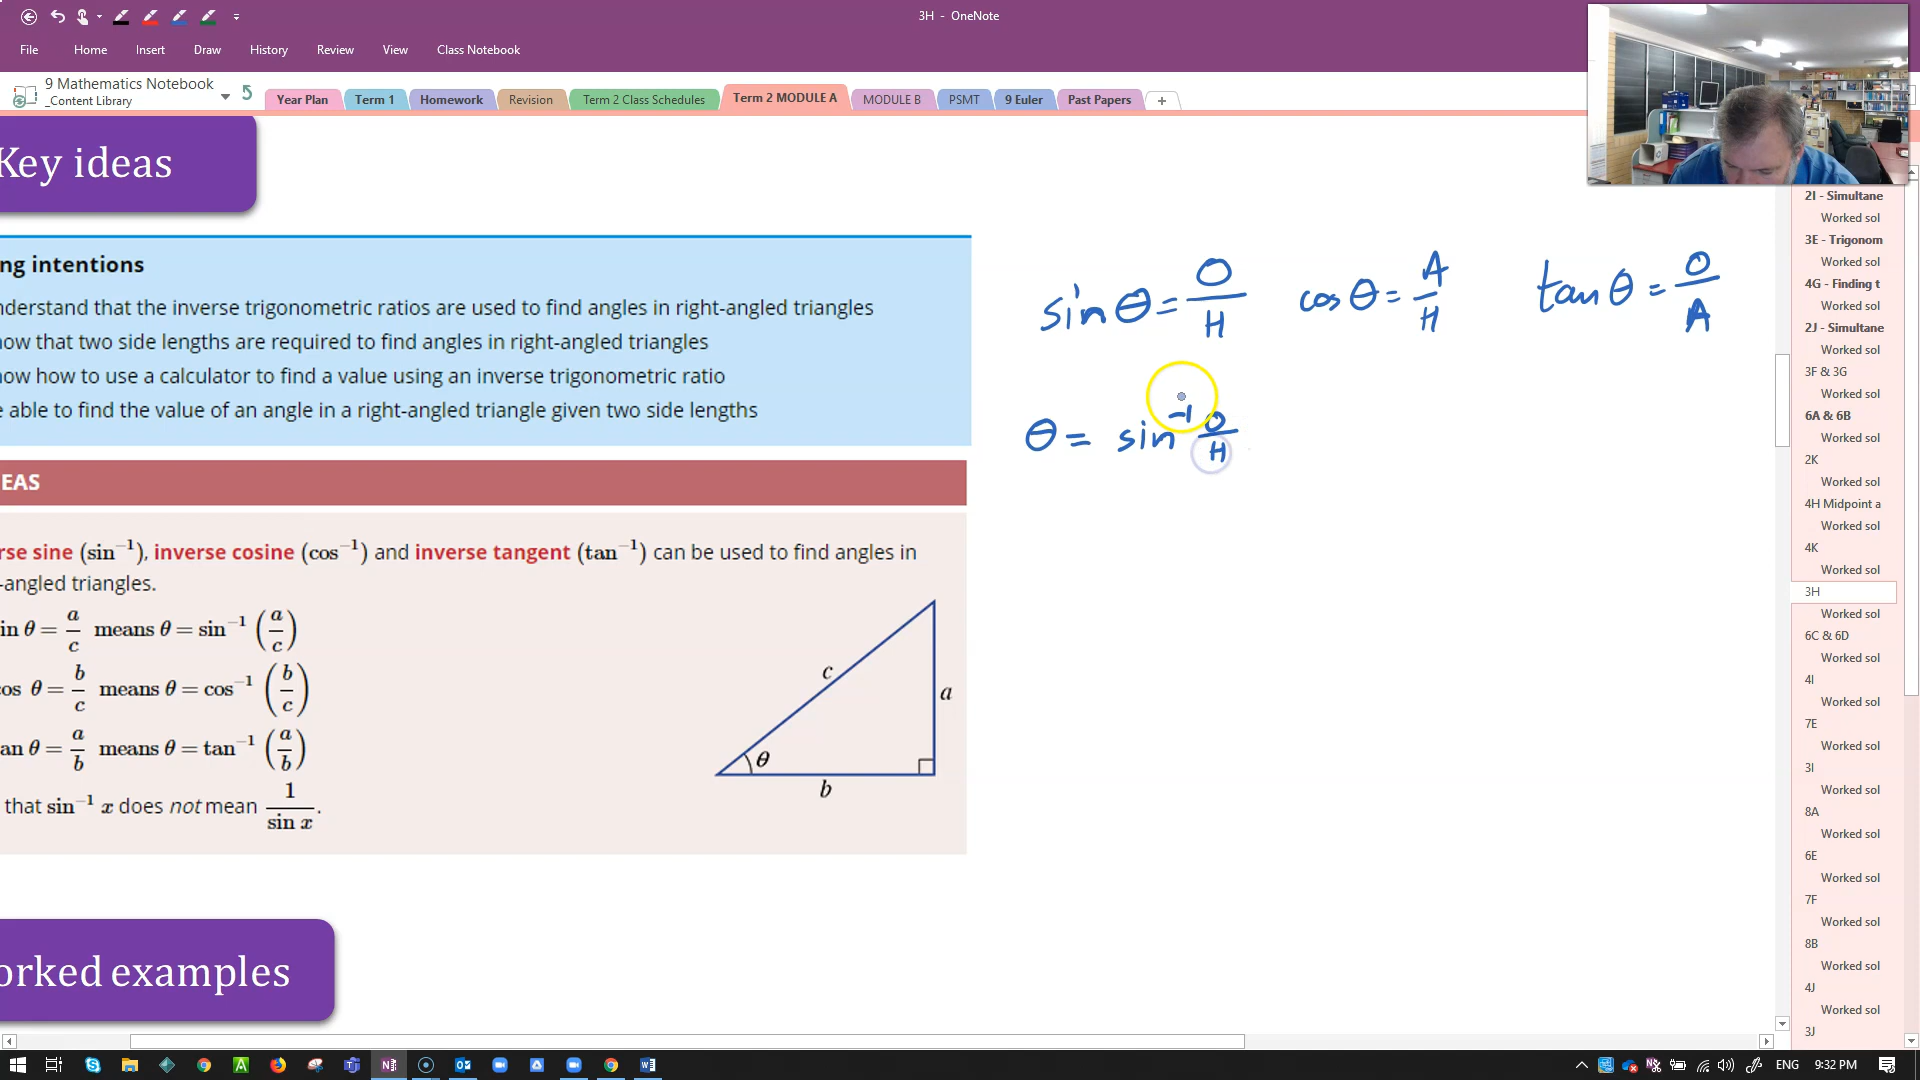 3H - OneNote
File Home Insert Draw History Review View Class Notebook
9 Mathematics Notebook
_Content Library
Year Plan Term 1 Homework Revision Term 2 Class Schedules Term 2 MODULE A MODULE B PSMT 9 Euler Past Papers +
Key ideas
ng intentions
nderstand that the inverse trigonometric ratios are used to find angles in right-angled triangles
now that two side lengths are required to find angles in right-angled triangles
now how to use a calculator to find a value using an inverse trigonometric ratio
e able to find the value of an angle in a right-angled triangle given two side lengths
EAS
rse sine (sin⁻¹), inverse cosine (cos⁻¹) and inverse tangent (tan⁻¹) can be used to find angles in
-angled triangles.
in θ = a/c means θ = sin⁻¹ (a/c)
cos θ = b/c means θ = cos⁻¹ (b/c)
an θ = a/b means θ = tan⁻¹ (a/b)
that sin⁻¹ x does not mean 1/sin x.
c
a
θ
b
orked examples
sin θ = O/H cos θ = A/H tan θ = O/A
θ = sin⁻¹ O/H
2I - Simultane
Worked sol
3E - Trigonom
Worked sol
4G - Finding t
Worked sol
2J - Simultane
Worked sol
3F & 3G
Worked sol
6A & 6B
Worked sol
2K
Worked sol
4H Midpoint a
Worked sol
4K
Worked sol
3H
Worked sol
6C & 6D
Worked sol
4I
Worked sol
7E
Worked sol
3I
Worked sol
8A
Worked sol
6E
Worked sol
7F
Worked sol
8B
Worked sol
4J
Worked sol
3J
ENG 9:32 PM